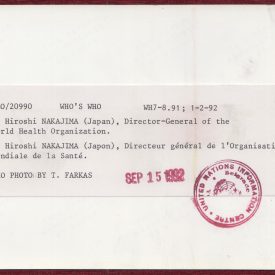 0/20990 WHO'S WHO WH7-8.91; 1-2-92
Hiroshi NAKAJIMA (Japan), Director-General of the
rld Health Organization.
Hiroshi NAKAJIMA (Japan), Directeur général de l'Organisati
ndiale de la Santé.
O PHOTO BY T. FARKAS
SEP 15 1992
UNITED NATIONS INFORMATION CENTRE